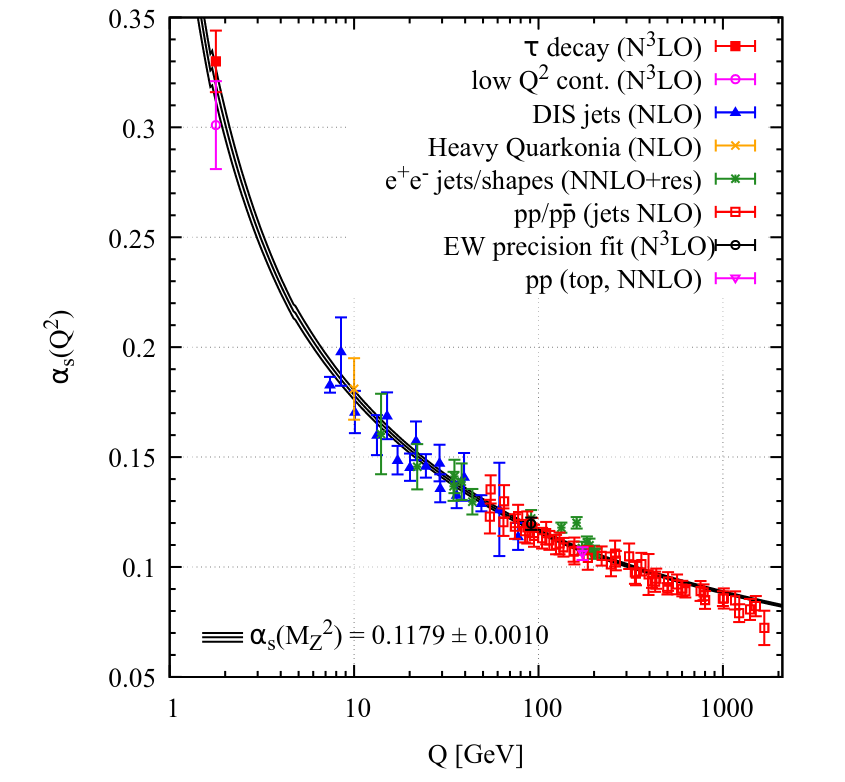 0.35
0.3
0.25
0.2
0.15
0.1
0.05
αs(Q²)
τ decay (N³LO)
low Q² cont. (N³LO)
DIS jets (NLO)
Heavy Quarkonia (NLO)
e⁺e⁻ jets/shapes (NNLO+res)
pp/pp̄ (jets NLO)
EW precision fit (N³LO)
pp (top, NNLO)
αs(M_Z²) = 0.1179 ± 0.0010
1 10 100 1000
Q [GeV]